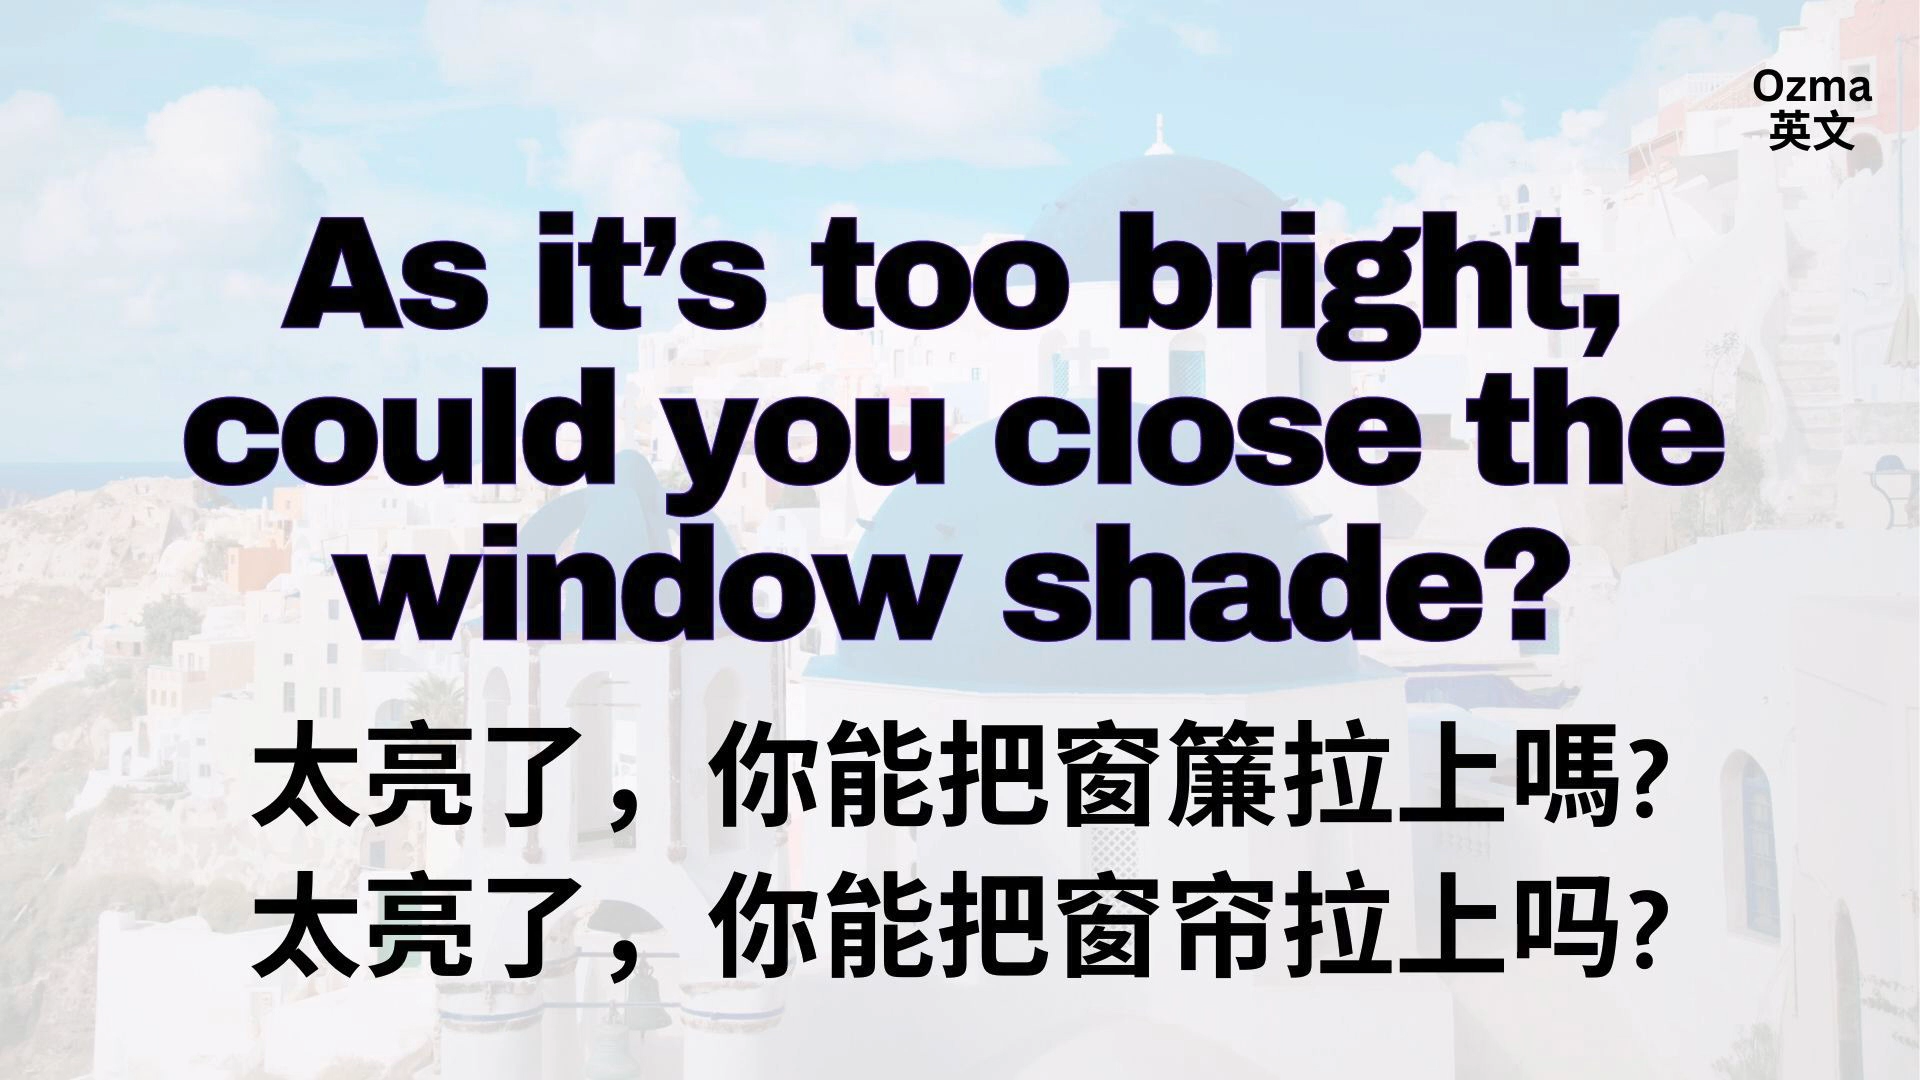 Ozma
英文
As it’s too bright,
could you close the
window shade?
太亮了，你能把窗簾拉上嗎?
太亮了，你能把窗帘拉上吗?